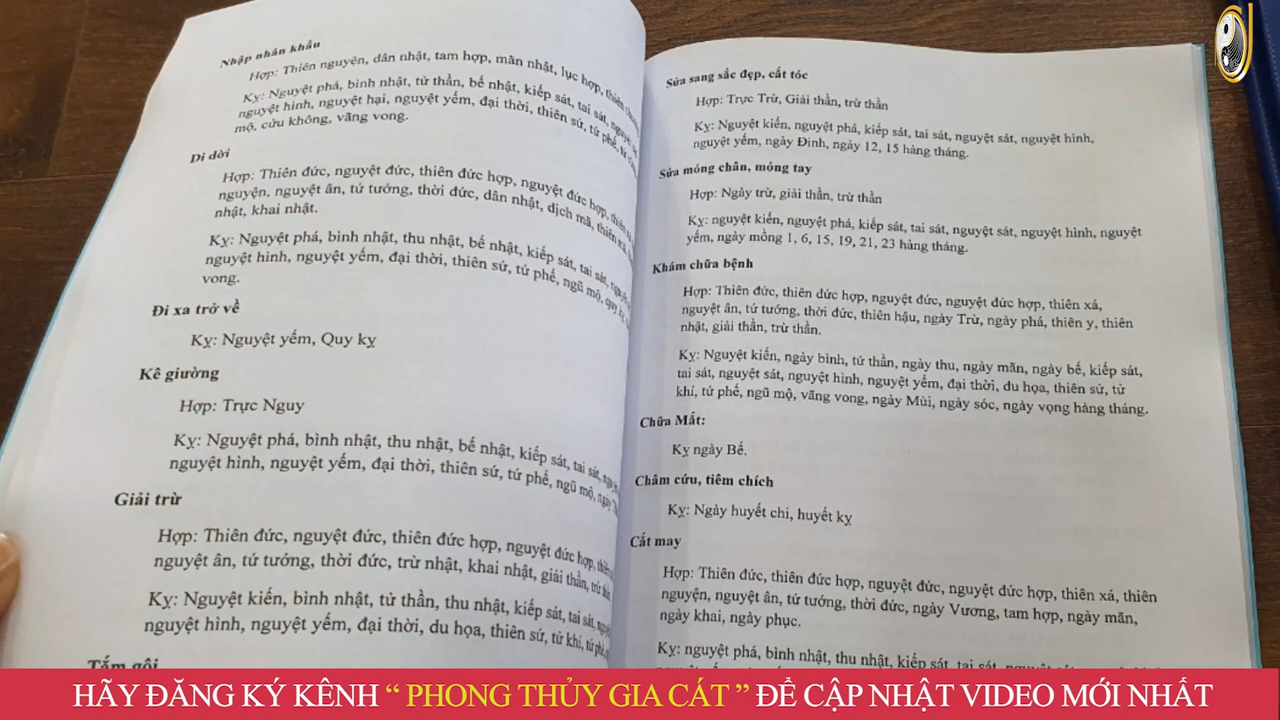 Nhập nhân khẩu
Hợp: Thiên nguyện, dân nhật, tam hợp, mãn nhật, lục hợp, thiên
Kỵ: Nguyệt phá, bình nhật, tử thần, bế nhật, kiếp sát, tai sát,
nguyệt hình, nguyệt hại, nguyệt yếm, đại thời, thiên sứ, tứ phế,
mộ, cửu không, vãng vong.
Di dời
Hợp: Thiên đức, nguyệt đức, thiên đức hợp, nguyệt đức hợp, thiên
nguyện, nguyệt ân, tứ tướng, thời đức, dân nhật, dịch mã, thiên mã,
nhật, khai nhật.
Kỵ: Nguyệt phá, bình nhật, thu nhật, bế nhật, kiếp sát, tai sát,
nguyệt hình, nguyệt yếm, đại thời, thiên sứ, tứ phế, ngũ mộ, quy kỵ,
vong.
Đi xa trở về
Kỵ: Nguyệt yếm, Quy kỵ
Kê giường
Hợp: Trực Nguy
Kỵ: Nguyệt phá, bình nhật, thu nhật, bế nhật, kiếp sát, tai sát,
nguyệt hình, nguyệt yếm, đại thời, thiên sứ, tứ phế, ngũ mộ, ngày
Giải trừ
Hợp: Thiên đức, nguyệt đức, thiên đức hợp, nguyệt đức hợp,
nguyệt ân, tứ tướng, thời đức, trừ nhật, khai nhật, giải thần, trừ
Kỵ: Nguyệt kiến, bình nhật, tử thần, thu nhật, kiếp sát, tai sát,
nguyệt hình, nguyệt yếm, đại thời, du họa, thiên sứ, tử khí, tứ phế,
Tắm gội
Sửa sang sắc đẹp, cắt tóc
Hợp: Trực Trừ, Giải thần, trừ thần
Kỵ: Nguyệt kiến, nguyệt phá, kiếp sát, tai sát, nguyệt sát, nguyệt hình,
nguyệt yếm, ngày Đinh, ngày 12, 15 hàng tháng.
Sửa móng chân, móng tay
Hợp: Ngày trừ, giải thần, trừ thần
Kỵ: nguyệt kiến, nguyệt phá, kiếp sát, tai sát, nguyệt sát, nguyệt hình, nguyệt
yếm, ngày mồng 1, 6, 15, 19, 21, 23 hàng tháng.
Khám chữa bệnh
Hợp: Thiên đức, thiên dức hợp, nguyệt đức, nguyệt đức hợp, thiên xá,
nguyệt ân, tứ tướng, thời đức, thiên hậu, ngày Trừ, ngày phá, thiên y, thiên
nhật, giải thần, trừ thần.
Kỵ: Nguyệt kiến, ngày bình, tử thần, ngày thu, ngày mãn, ngày bế, kiếp sát,
tai sát, nguyệt sát, nguyệt hình, nguyệt yếm, đại thời, du họa, thiên sứ, tử
khí, tứ phế, ngũ mộ, vãng vong, ngày Mùi, ngày sóc, ngày vọng hàng tháng.
Chữa Mắt:
Kỵ ngày Bế.
Châm cứu, tiêm chích
Kỵ: Ngày huyết chi, huyết kỵ
Cắt may
Hợp: Thiên đức, thiên đức hợp, nguyệt đức, nguyệt đức hợp, thiên xá, thiên
nguyện, nguyệt ân, tứ tướng, thời đức, ngày Vương, tam hợp, ngày mãn,
ngày khai, ngày phục.
Kỵ: nguyệt phá, bình nhật, thu nhật, kiếp sát, tai sát, nguyệt sát, nguyệt hình
HÃY ĐĂNG KÝ KÊNH “ PHONG THỦY GIA CÁT ” ĐỂ CẬP NHẬT VIDEO MỚI NHẤT